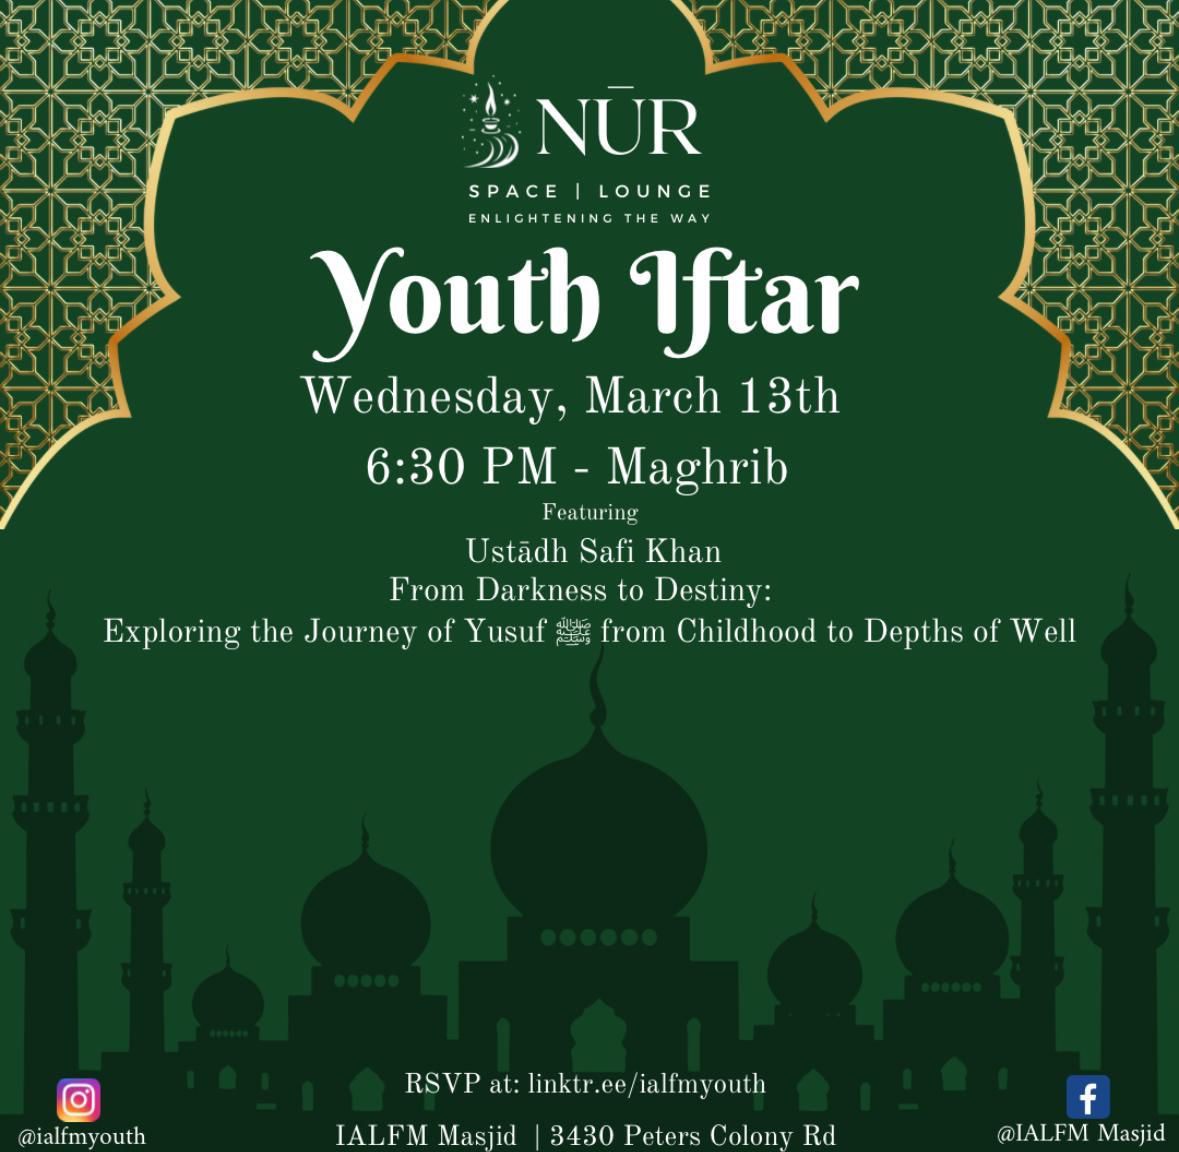 NŪR
SPACE | LOUNGE
ENLIGHTENING THE WAY
Youth Iftar
Wednesday, March 13th
6:30 PM - Maghrib
Featuring
Ustādh Safi Khan
From Darkness to Destiny:
Exploring the Journey of Yusuf ﷺ from Childhood to Depths of Well
RSVP at: linktr.ee/ialfmyouth
@ialfmyouth
IALFM Masjid | 3430 Peters Colony Rd
@IALFM Masjid